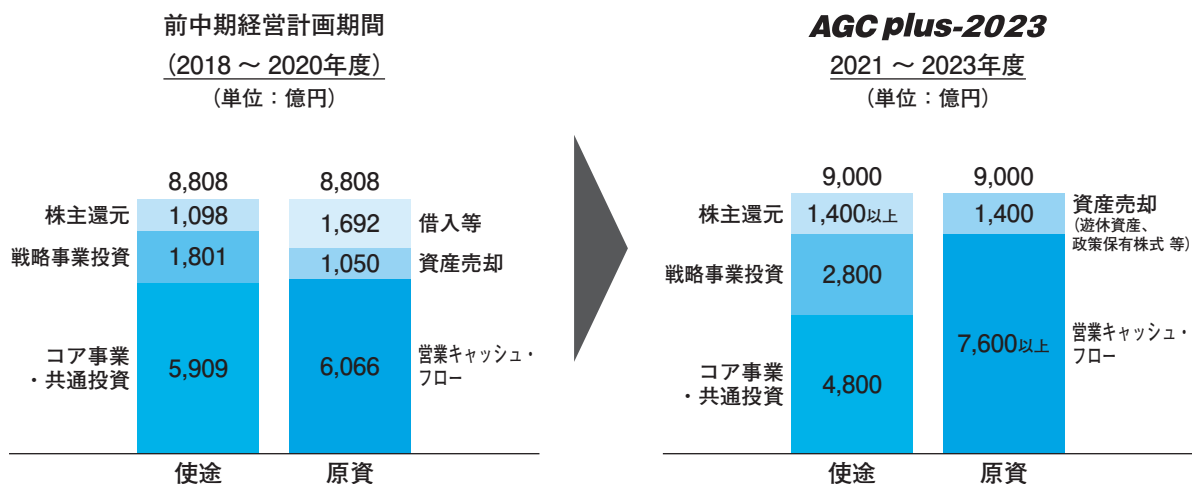 前中期経営計画期間
(2018 ～ 2020年度)
(単位：億円)
8,808
8,808
株主還元
1,098
1,692
借入等
戦略事業投資
1,801
1,050
資産売却
コア事業
・共通投資
5,909
6,066
営業キャッシュ・
フロー
使途
原資
AGC plus-2023
2021 ～ 2023年度
(単位：億円)
9,000
9,000
株主還元
1,400以上
1,400
資産売却
(遊休資産、
政策保有株式 等)
戦略事業投資
2,800
コア事業
・共通投資
4,800
7,600以上
営業キャッシュ・
フロー
使途
原資